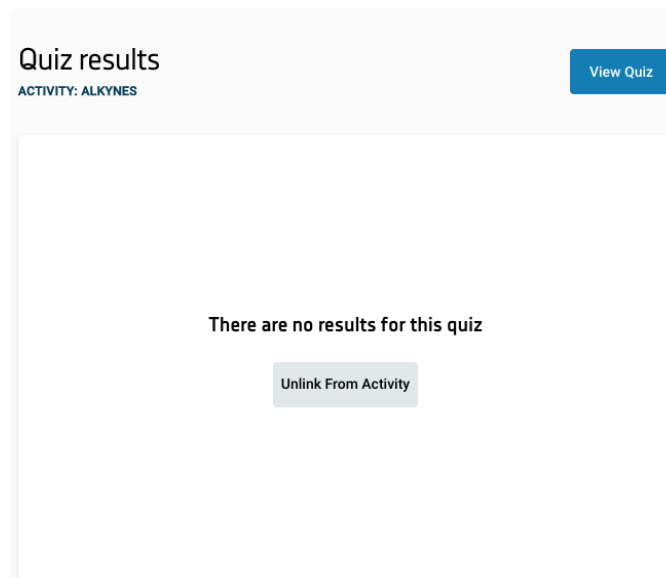 Quiz results
View Quiz
ACTIVITY: ALKYNES
There are no results for this quiz
Unlink From Activity